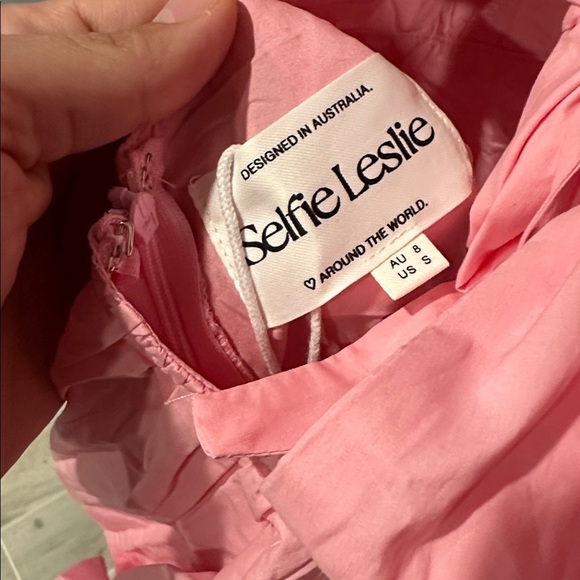 DESIGNED IN AUSTRALIA.
Selfie Leslie
♡ AROUND THE WORLD.
AU 8
US S